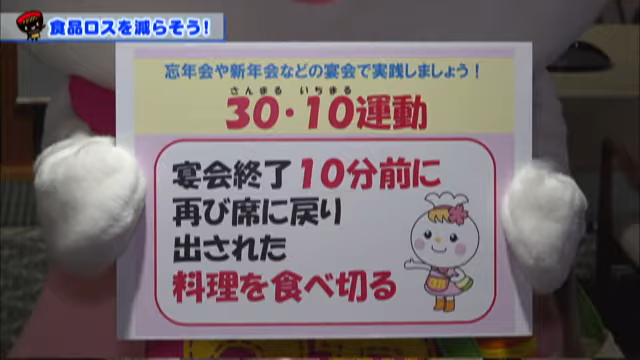 食品ロスを減らそう!
忘年会や新年会などの宴会で実践しましょう!
さんまる いちまる
30・10運動
宴会終了10分前に
再び席に戻り
出された
料理を食べ切る